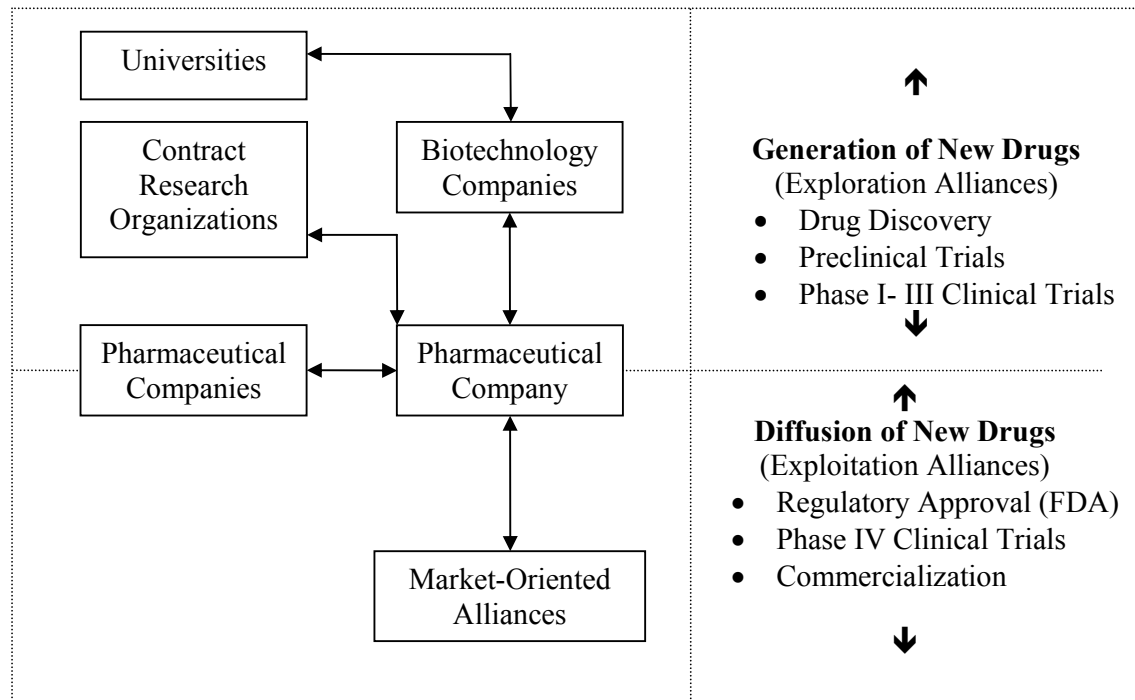 Universities
Contract
Research
Organizations
Biotechnology
Companies
Pharmaceutical
Companies
Pharmaceutical
Company
Market-Oriented
Alliances
Generation of New Drugs
(Exploration Alliances)
• Drug Discovery
• Preclinical Trials
• Phase I- III Clinical Trials
Diffusion of New Drugs
(Exploitation Alliances)
• Regulatory Approval (FDA)
• Phase IV Clinical Trials
• Commercialization